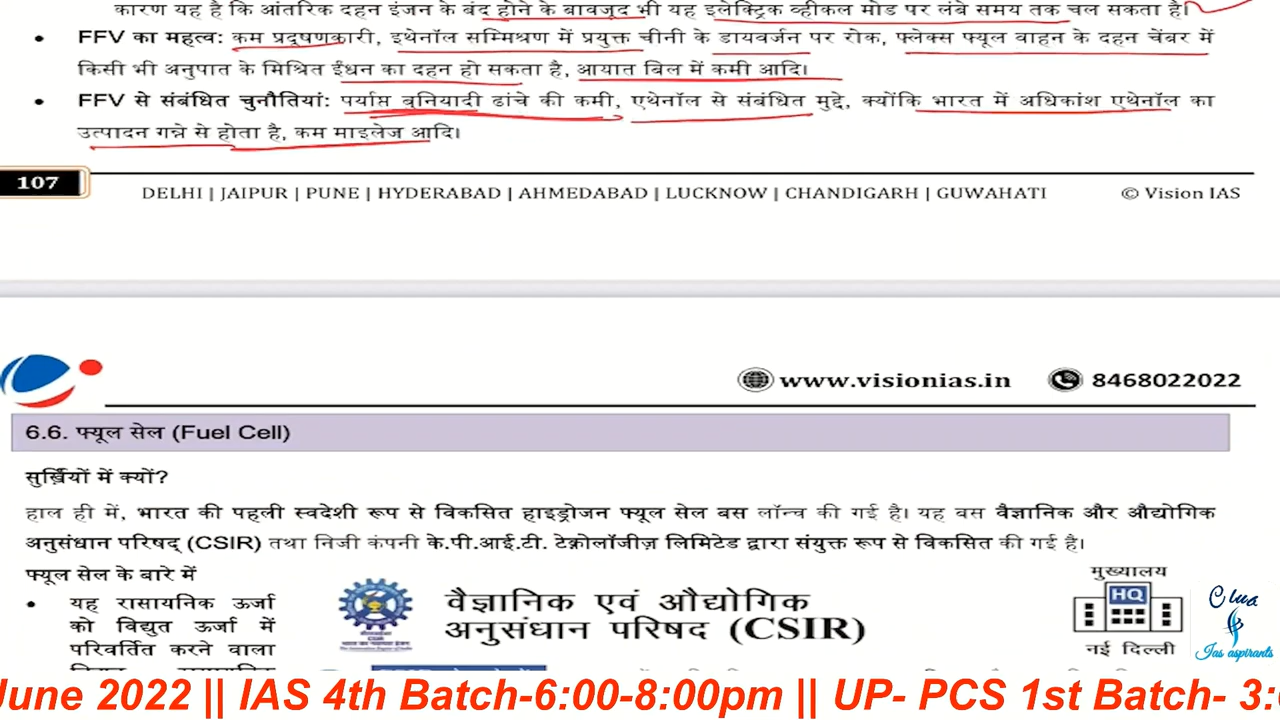 कारण यह है कि आंतरिक दहन इंजन के बंद होने के बावजूद भी यह इलेक्ट्रिक व्हीकल मोड पर लंबे समय तक चल सकता है।
• FFV का महत्व: कम प्रदूषणकारी, इथेनॉल सम्मिश्रण में प्रयुक्त चीनी के डायवर्जन पर रोक, फ्लेक्स फ्यूल वाहन के दहन चेंबर में
किसी भी अनुपात के मिश्रित ईंधन का दहन हो सकता है, आयात बिल में कमी आदि।
• FFV से संबंधित चुनौतियां: पर्याप्त बुनियादी ढांचे की कमी, एथेनॉल से संबंधित मुद्दे, क्योंकि भारत में अधिकांश एथेनॉल का
उत्पादन गन्ने से होता है, कम माइलेज आदि।
107
DELHI | JAIPUR | PUNE | HYDERABAD | AHMEDABAD | LUCKNOW | CHANDIGARH | GUWAHATI
© Vision IAS
www.visionias.in
8468022022
6.6. फ्यूल सेल (Fuel Cell)
सुर्ख़ियों में क्यों?
हाल ही में, भारत की पहली स्वदेशी रूप से विकसित हाइड्रोजन फ्यूल सेल बस लॉन्च की गई है। यह बस वैज्ञानिक और औद्योगिक
अनुसंधान परिषद् (CSIR) तथा निजी कंपनी के.पी.आई.टी. टेक्नोलॉजीज़ लिमिटेड द्वारा संयुक्त रूप से विकसित की गई है।
फ्यूल सेल के बारे में
• यह रासायनिक ऊर्जा
को विद्युत ऊर्जा में
परिवर्तित करने वाला
वैज्ञानिक एवं औद्योगिक
अनुसंधान परिषद (CSIR)
मुख्यालय
HQ
नई दिल्ली
Ias aspirants
June 2022 || IAS 4th Batch-6:00-8:00pm || UP- PCS 1st Batch- 3: